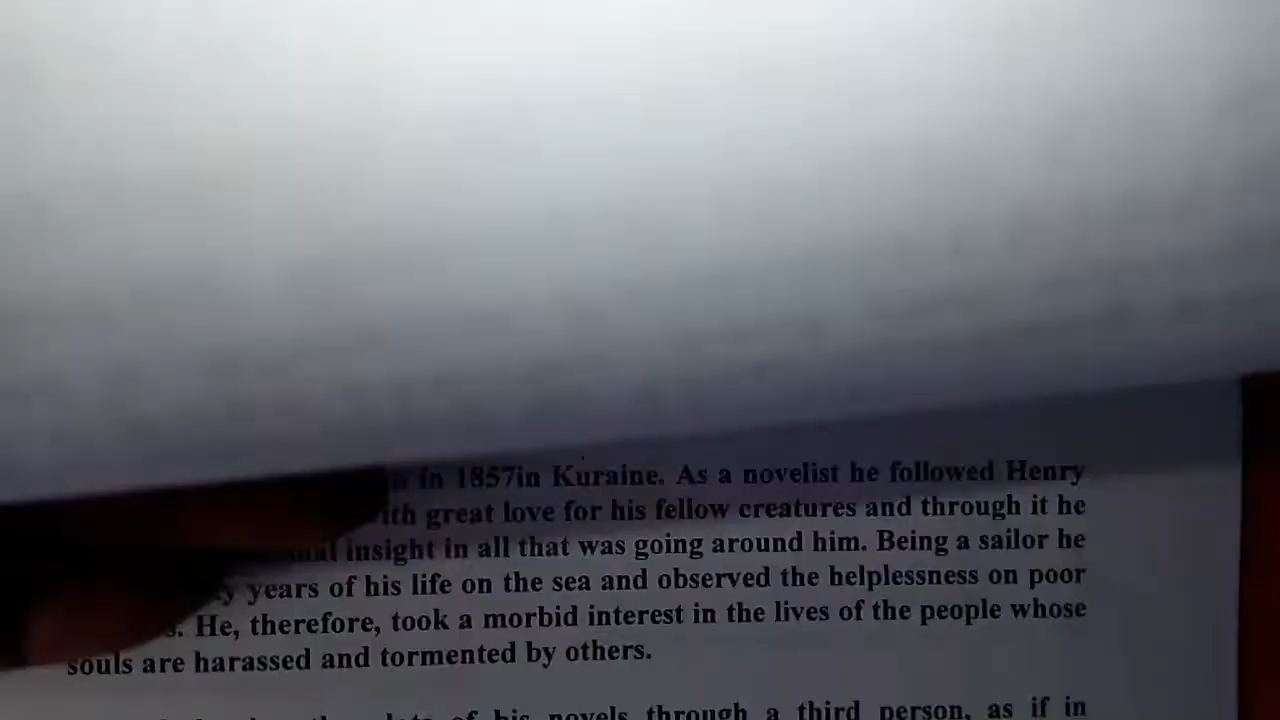 in 1857in Kuraine. As a novelist he followed Henry
great love for his fellow creatures and through it he
insight in all that was going around him. Being a sailor he
years of his life on the sea and observed the helplessness on poor
He, therefore, took a morbid interest in the lives of the people whose
souls are harassed and tormented by others.
of his novels through a third person, as if in